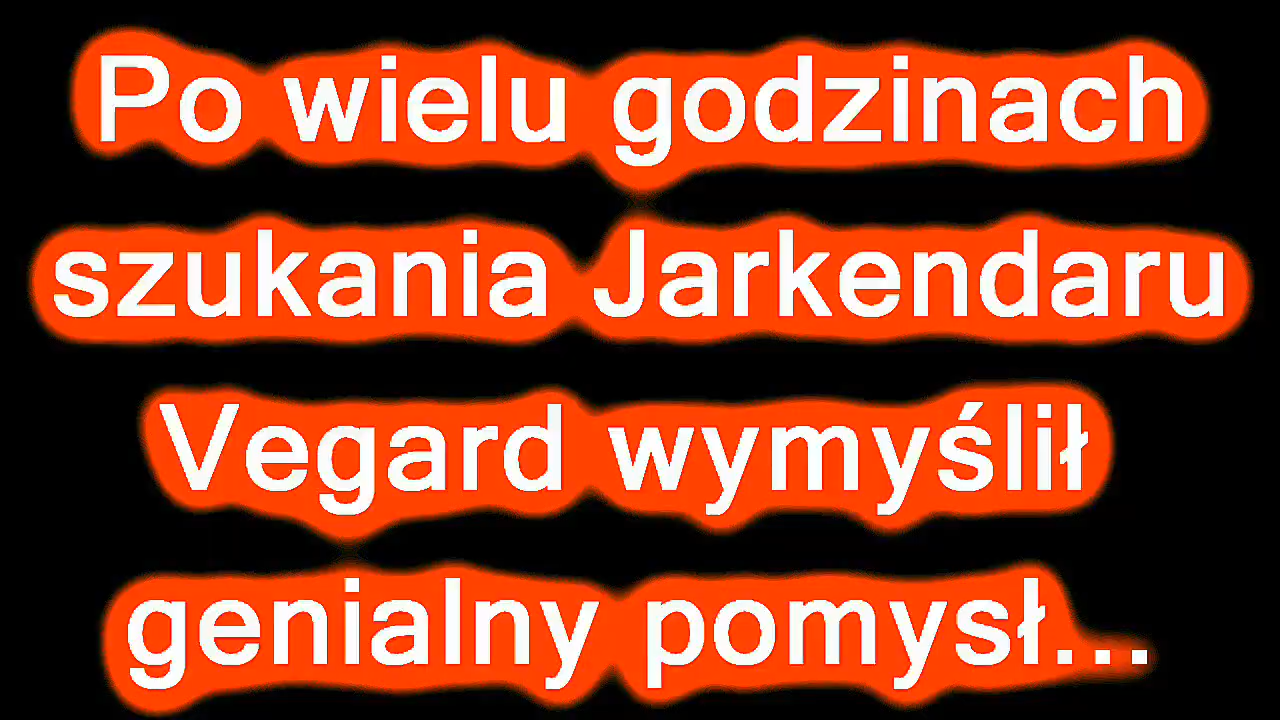 Po wielu godzinach
szukania Jarkendaru
Vegard wymyślił
genialny pomysł...